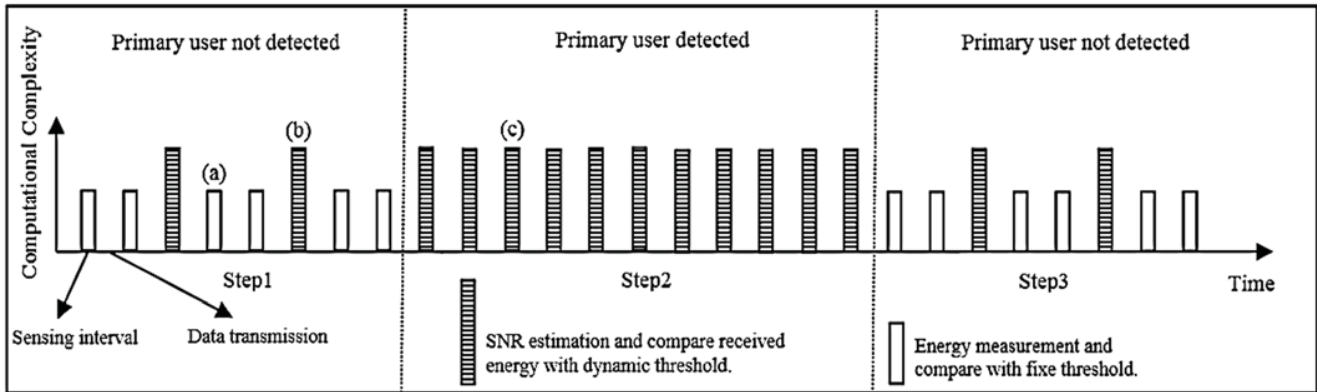 Primary user not detected
Primary user detected
Primary user not detected
Computational Complexity
(a)
(b)
(c)
Step1
Step2
Step3
Time
Sensing interval
Data transmission
SNR estimation and compare received
energy with dynamic threshold.
Energy measurement and
compare with fixe threshold.